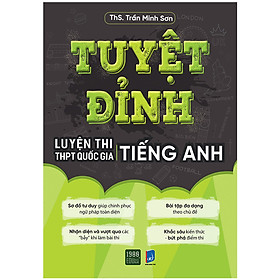 ThS. Trần Minh Sơn
TUYỆT
ĐỈNH
LUYỆN THI
THPT QUỐC GIA
TIẾNG ANH
Sơ đồ tư duy giúp chinh phục
ngữ pháp toàn diện
Bài tập đa dạng
theo chủ đề
Nhận diện và vượt qua các
“bẫy” khi làm bài thi
Khắc sâu kiến thức
- bứt phá điểm thi
1980